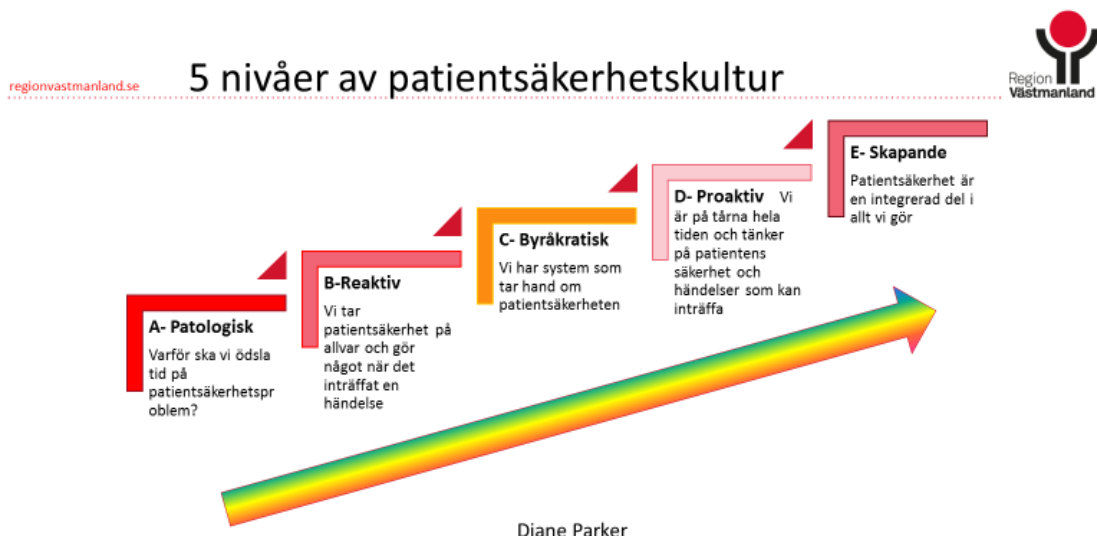 regionvastmanland.se
5 nivåer av patientsäkerhetskultur
Region
Västmanland
A- Patologisk
Varför ska vi ödsla
tid på
patientsäkerhetspr
oblem?
B-Reaktiv
Vi tar
patientsäkerhet på
allvar och gör
något när det
inträffat en
händelse
C- Byråkratisk
Vi har system som
tar hand om
patientsäkerheten
D- Proaktiv Vi
är på tårna hela
tiden och tänker
på patientens
säkerhet och
händelser som kan
inträffa
E- Skapande
Patientsäkerhet är
en integrerad del i
allt vi gör
Diane Parker